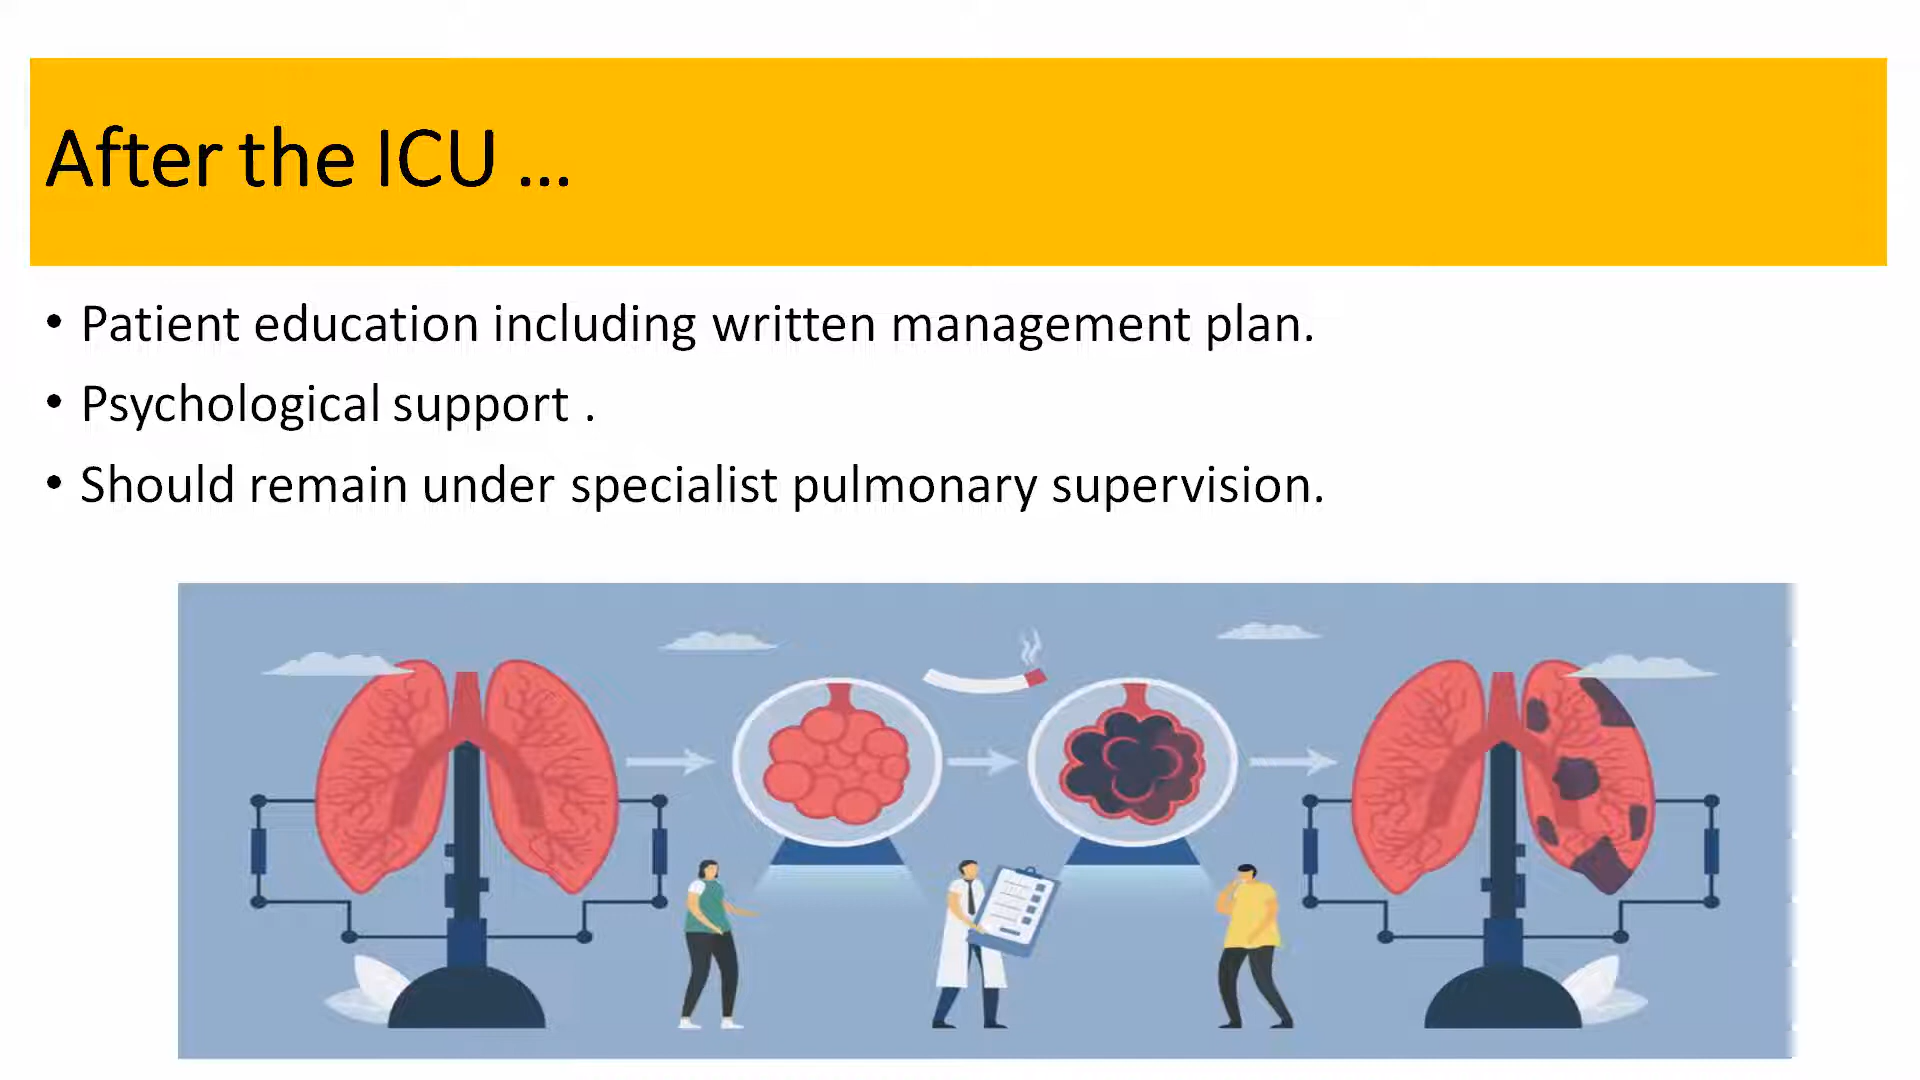 After the ICU ...
• Patient education including written management plan.
• Psychological support .
• Should remain under specialist pulmonary supervision.